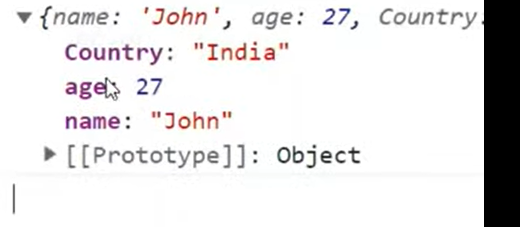 ▼{name: 'John', age: 27, Country:
Country: "India"
age: 27
name: "John"
▶[[Prototype]]: Object